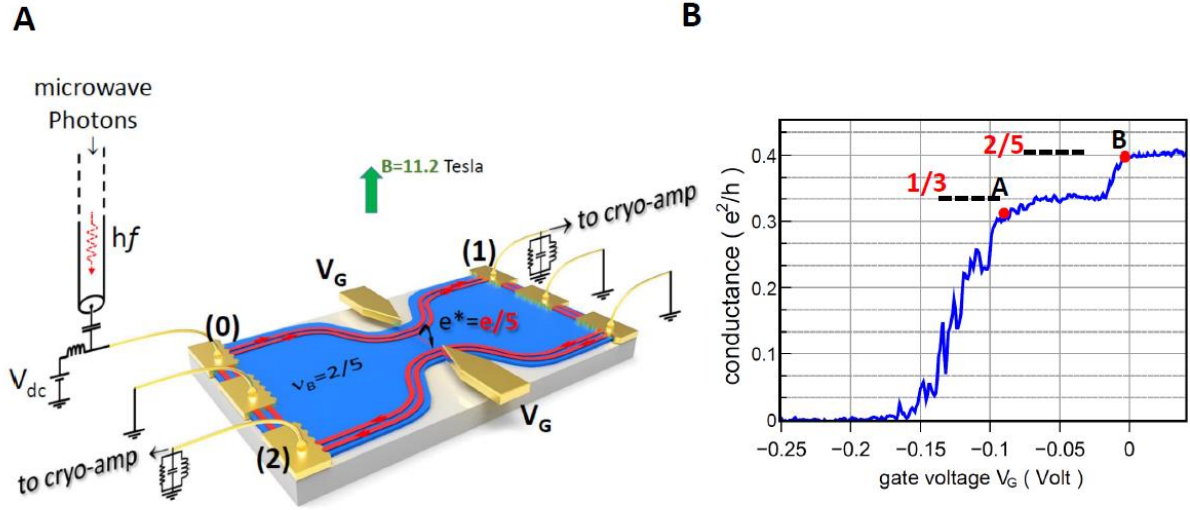 A
microwave
Photons
hf
B=11.2 Tesla
to cryo-amp
(1)
V_G
(0)
e*=e/5
ν_B=2/5
V_dc
V_G
to cryo-amp
(2)
B
conductance ( e²/h )
0.4
0.3
0.2
0.1
0
2/5
B
1/3
A
−0.25
−0.2
−0.15
−0.1
−0.05
0
gate voltage V_G ( Volt )